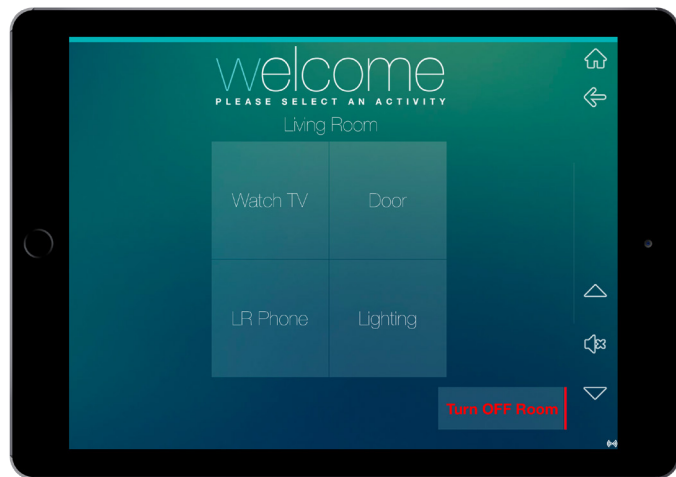 Welcome
PLEASE SELECT AN ACTIVITY
Living Room
Watch TV
Door
LR Phone
Lighting
Turn OFF Room